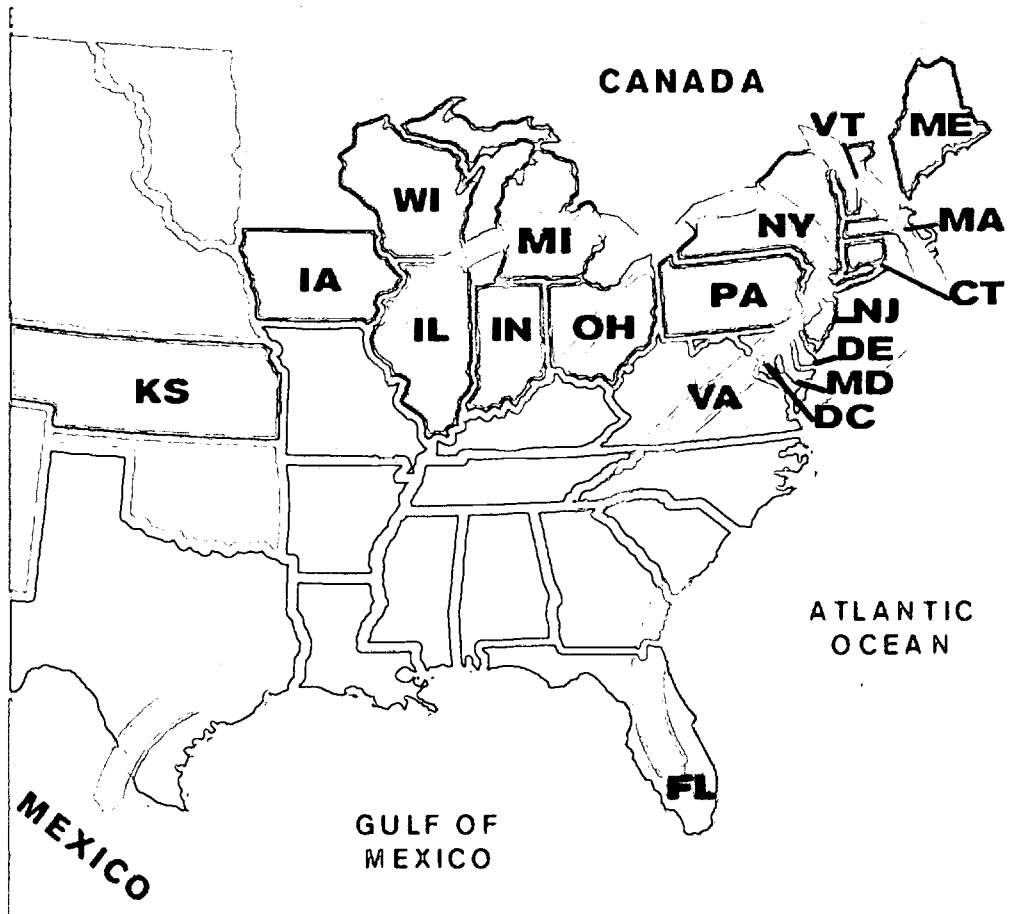 CANADA
VT
ME
WI
NY
MA
MI
IA
PA
CT
IL
IN
OH
NJ
DE
KS
VA
MD
DC
ATLANTIC
OCEAN
FL
MEXICO
GULF OF
MEXICO